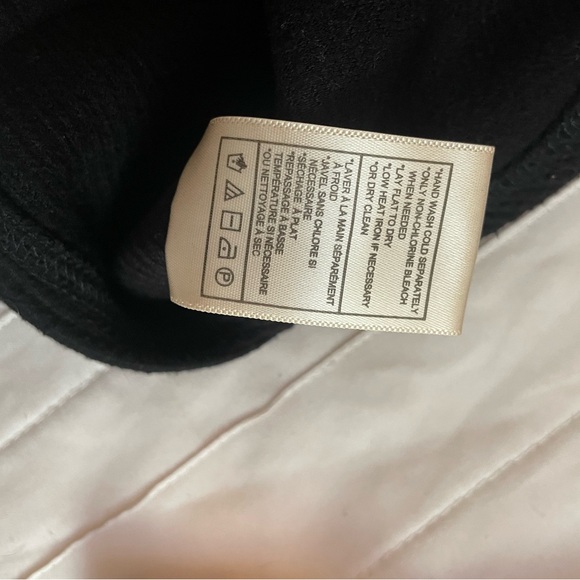 *HAND WASH COLD SEPARATELY
*ONLY NON-CHLORINE BLEACH
WHEN NEEDED
*LAY FLAT TO DRY
*LOW HEAT IRON IF NECESSARY
*OR DRY CLEAN
*LAVER À LA MAIN SÉPARÉMENT
À FROID
*JAVEL SANS CHLORE SI
NÉCESSAIRE
*SÉCHAGE À PLAT
*REPASSAGE À BASSE
TEMPÉRATURE SI NÉCESSAIRE
*OU NETTOYAGE À SEC
P